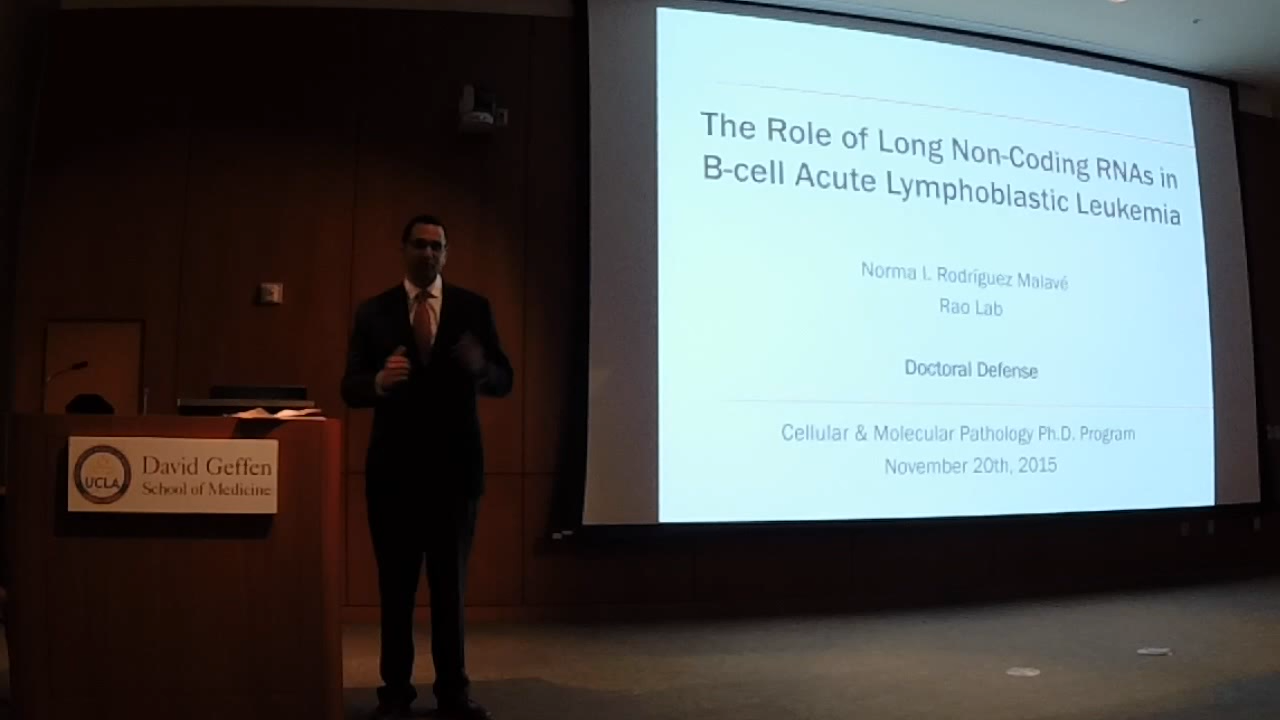 The Role of Long Non-Coding RNAs in
B-cell Acute Lymphoblastic Leukemia
Norma I. Rodríguez Malavé
Rao Lab
Doctoral Defense
Cellular & Molecular Pathology Ph.D. Program
November 20th, 2015
UCLA
David Geffen
School of Medicine